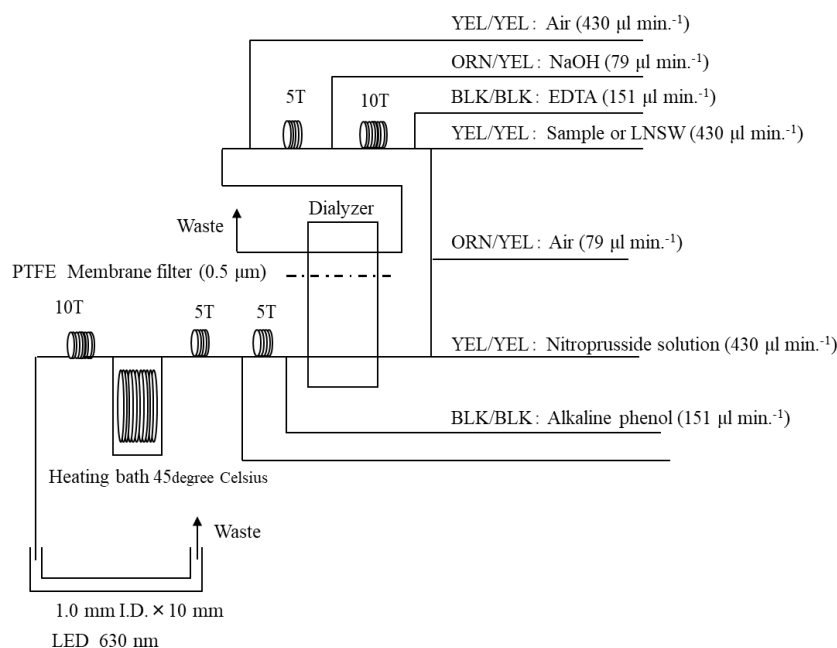 YEL/YEL: Air (430 µl min.-1)
ORN/YEL: NaOH (79 µl min.-1)
5T
10T
BLK/BLK: EDTA (151 µl min.-1)
YEL/YEL: Sample or LNSW (430 µl min.-1)
Waste
Dialyzer
ORN/YEL: Air (79 µl min.-1)
PTFE Membrane filter (0.5 µm)
10T
5T
5T
YEL/YEL: Nitroprusside solution (430 µl min.-1)
BLK/BLK: Alkaline phenol (151 µl min.-1)
Heating bath 45degree Celsius
Waste
1.0 mm I.D. × 10 mm
LED 630 nm